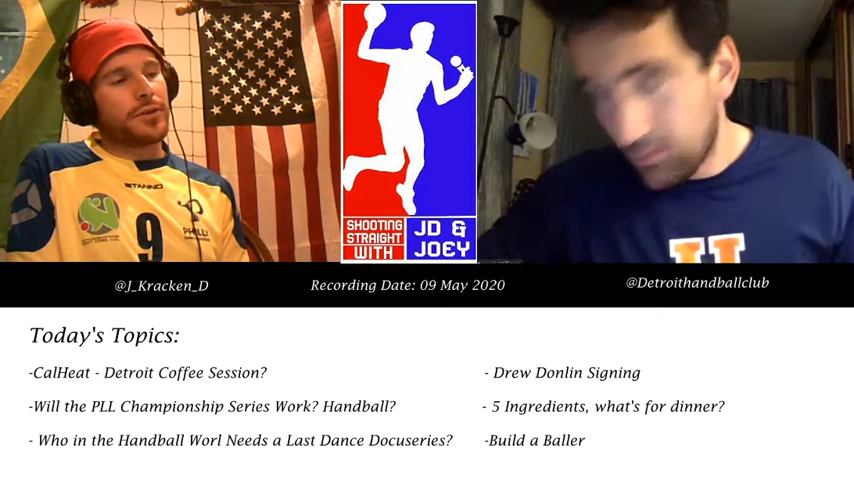 STANNO
9
SHOOTING
STRAIGHT
WITH
JD &
JOEY
@J_Kracken_D
Recording Date: 09 May 2020
@Detroithandballclub
Today's Topics:
-CalHeat - Detroit Coffee Session?
- Drew Donlin Signing
-Will the PLL Championship Series Work? Handball?
- 5 Ingredients, what's for dinner?
- Who in the Handball Worl Needs a Last Dance Docuseries?
-Build a Baller